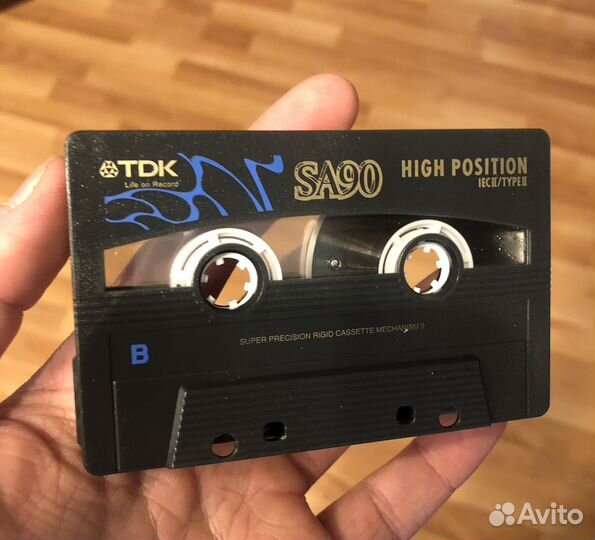 TDK
Life on Record
SA90
HIGH POSITION
IECII/TYPEII
SUPER PRECISION RIGID CASSETTE MECHANISM II
B
Avito